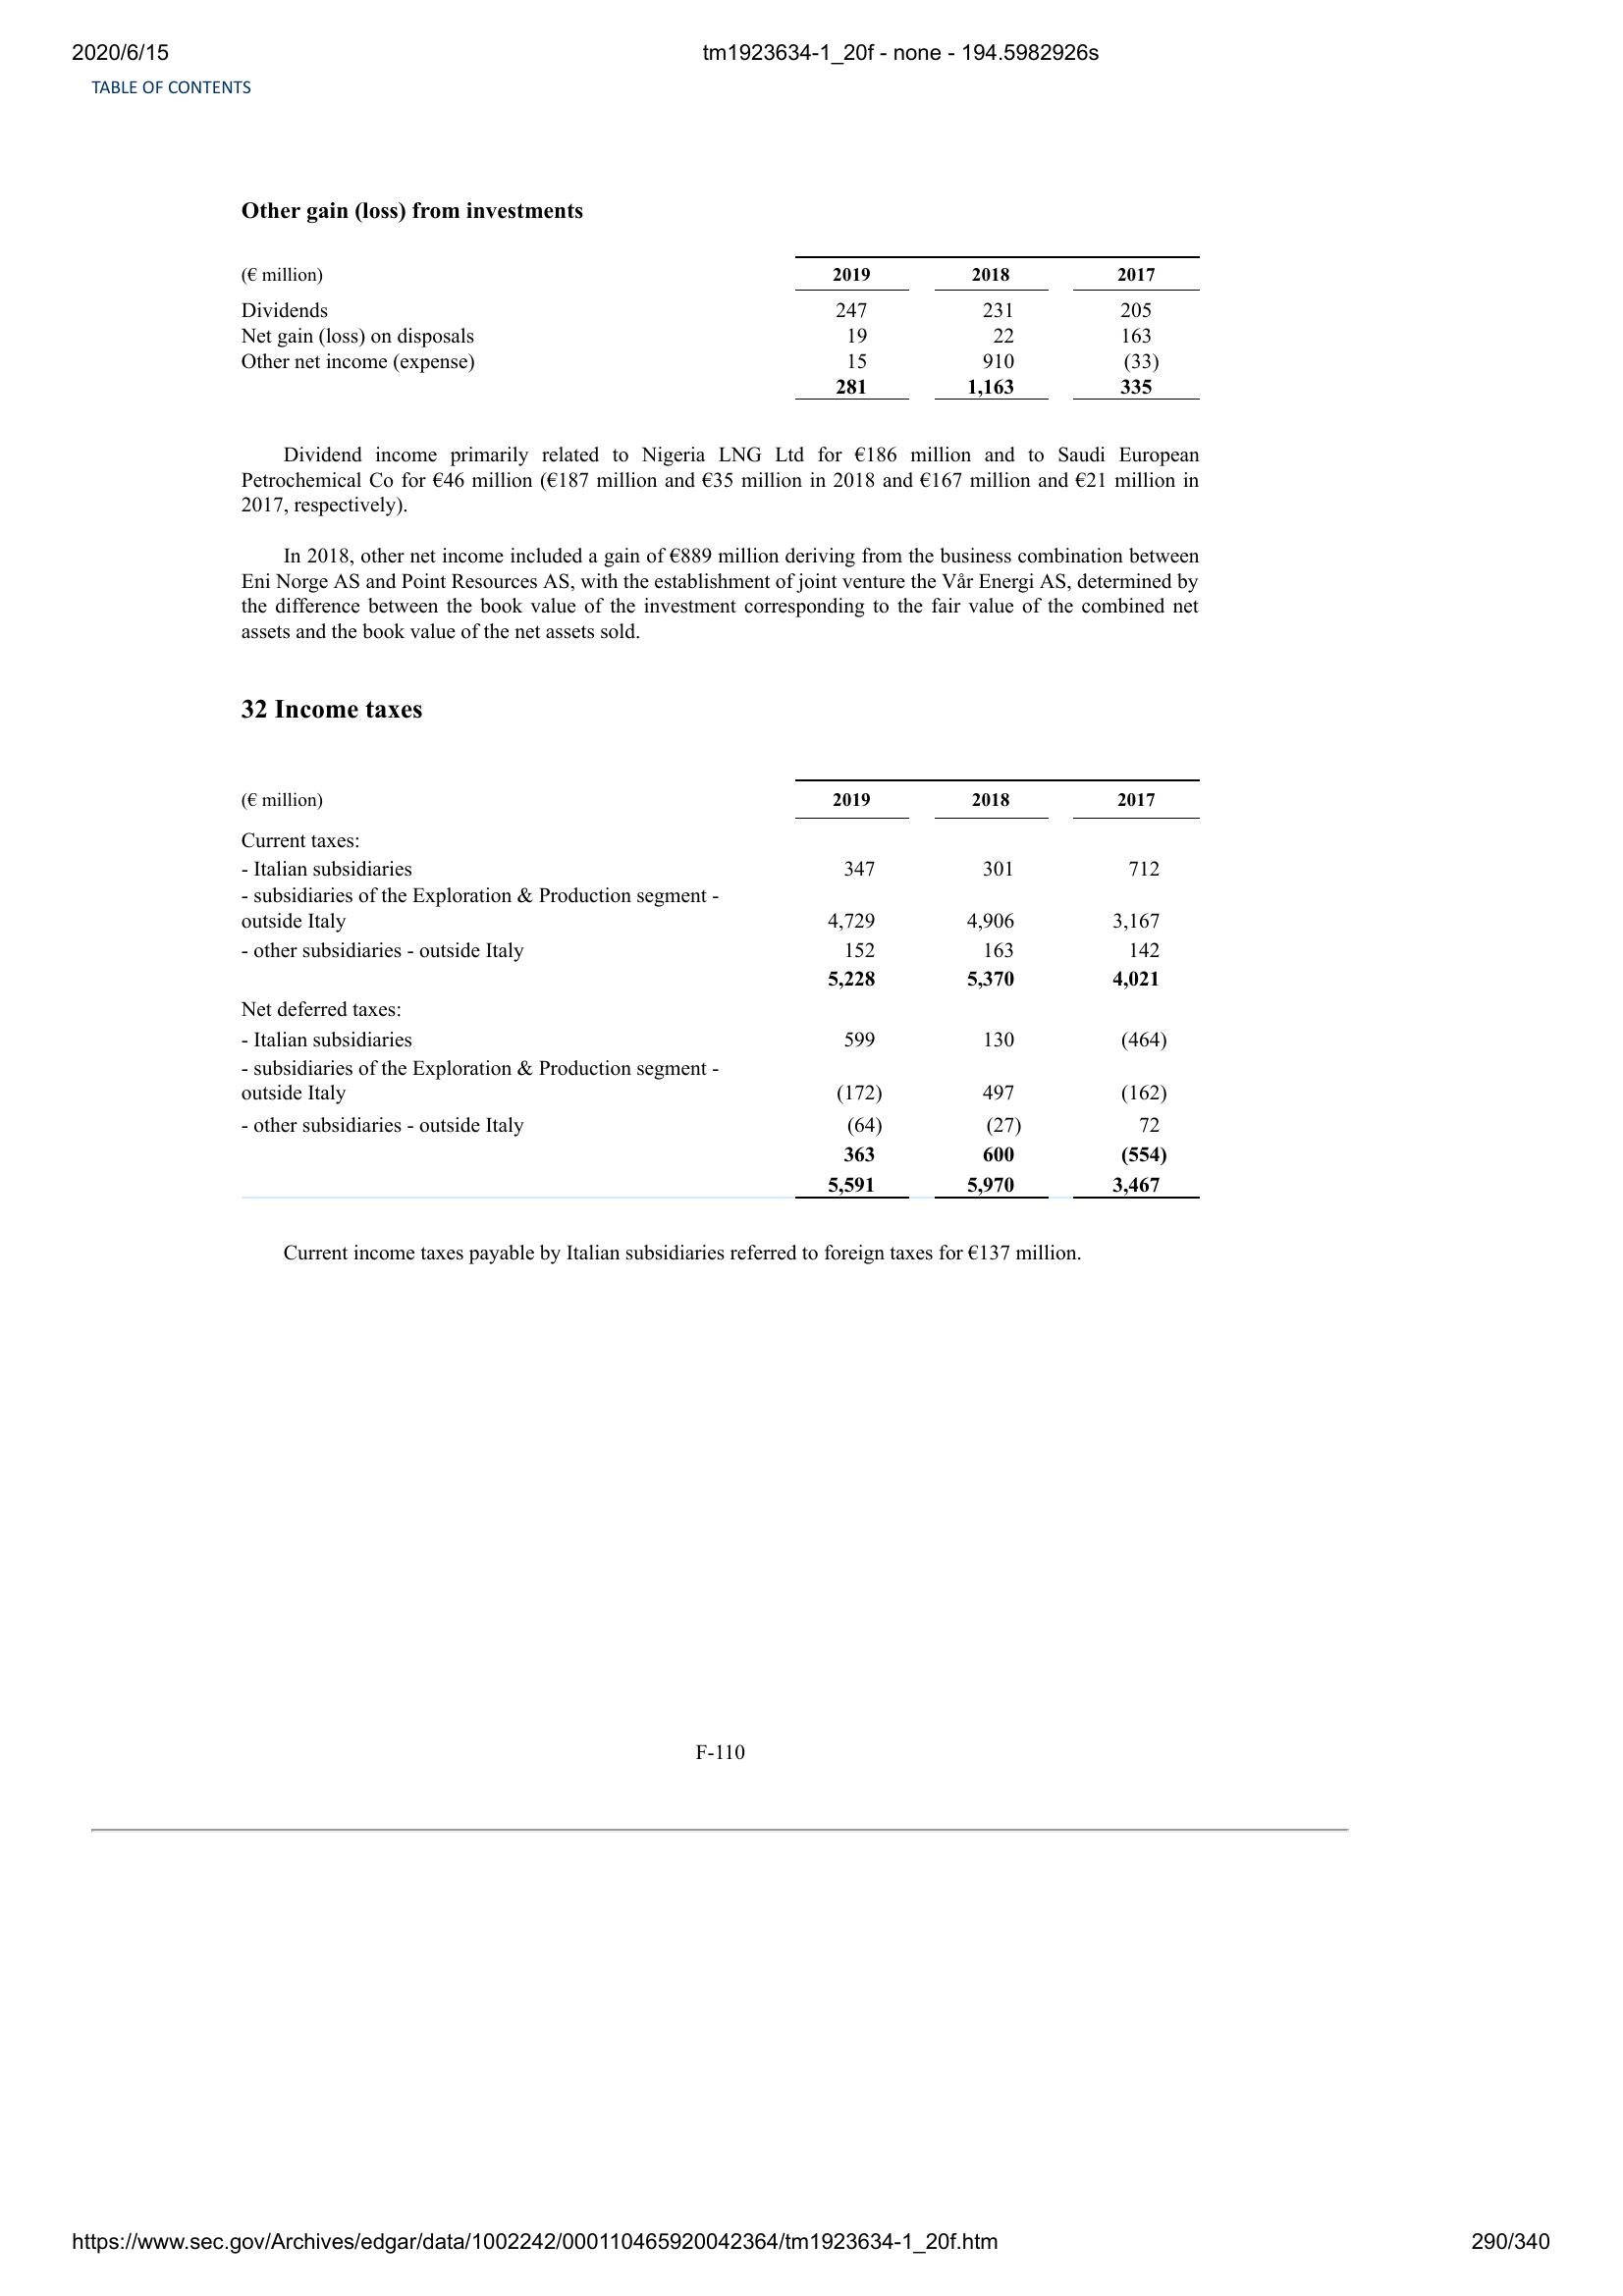 2020/6/15 tm1923634-1_20f - none - 194.5982926s
TABLE OF CONTENTS
Other gain (loss) from investments
(€ million) 2019 2018 2017
Dividends 247 231 205
Net gain (loss) on disposals 19 22 163
Other net income (expense) 15 910 (33)
281 1,163 335
Dividend income primarily related to Nigeria LNG Ltd for €186 million and to Saudi European
Petrochemical Co for €46 million (€187 million and €35 million in 2018 and €167 million and €21 million in
2017, respectively).
In 2018, other net income included a gain of €889 million deriving from the business combination between
Eni Norge AS and Point Resources AS, with the establishment of joint venture the Vår Energi AS, determined by
the difference between the book value of the investment corresponding to the fair value of the combined net
assets and the book value of the net assets sold.
32 Income taxes
(€ million) 2019 2018 2017
Current taxes:
- Italian subsidiaries 347 301 712
- subsidiaries of the Exploration & Production segment -
outside Italy 4,729 4,906 3,167
- other subsidiaries - outside Italy 152 163 142
5,228 5,370 4,021
Net deferred taxes:
- Italian subsidiaries 599 130 (464)
- subsidiaries of the Exploration & Production segment -
outside Italy (172) 497 (162)
- other subsidiaries - outside Italy (64) (27) 72
363 600 (554)
5,591 5,970 3,467
Current income taxes payable by Italian subsidiaries referred to foreign taxes for €137 million.
F-110
https://www.sec.gov/Archives/edgar/data/1002242/000110465920042364/tm1923634-1_20f.htm 290/340